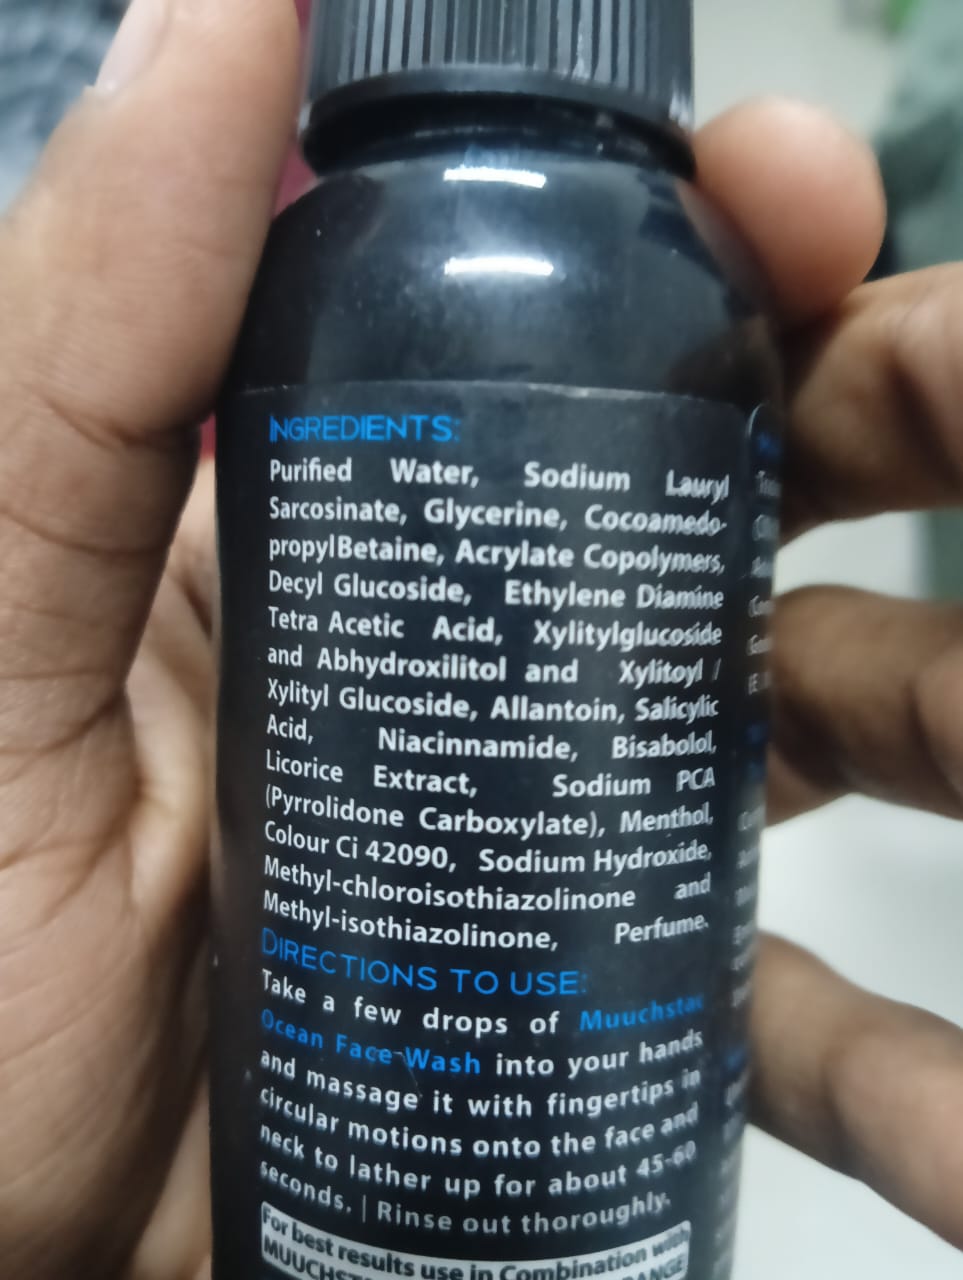 INGREDIENTS:
Purified Water, Sodium Lauryl
Sarcosinate, Glycerine, Cocoamedo-
propylBetaine, Acrylate Copolymers,
Decyl Glucoside, Ethylene Diamine
Tetra Acetic Acid, Xylitylglucoside
and Abhydroxilitol and Xylitoyl /
Xylityl Glucoside, Allantoin, Salicylic
Acid, Niacinnamide, Bisabolol,
Licorice Extract, Sodium PCA
(Pyrrolidone Carboxylate), Menthol,
Colour Ci 42090, Sodium Hydroxide,
Methyl-chloroisothiazolinone and
Methyl-isothiazolinone, Perfume.
DIRECTIONS TO USE:
Take a few drops of Muuchstac
Ocean Face Wash into your hands
and massage it with fingertips in
circular motions onto the face and
neck to lather up for about 45-60
seconds. | Rinse out thoroughly.
For best results use in Combination with